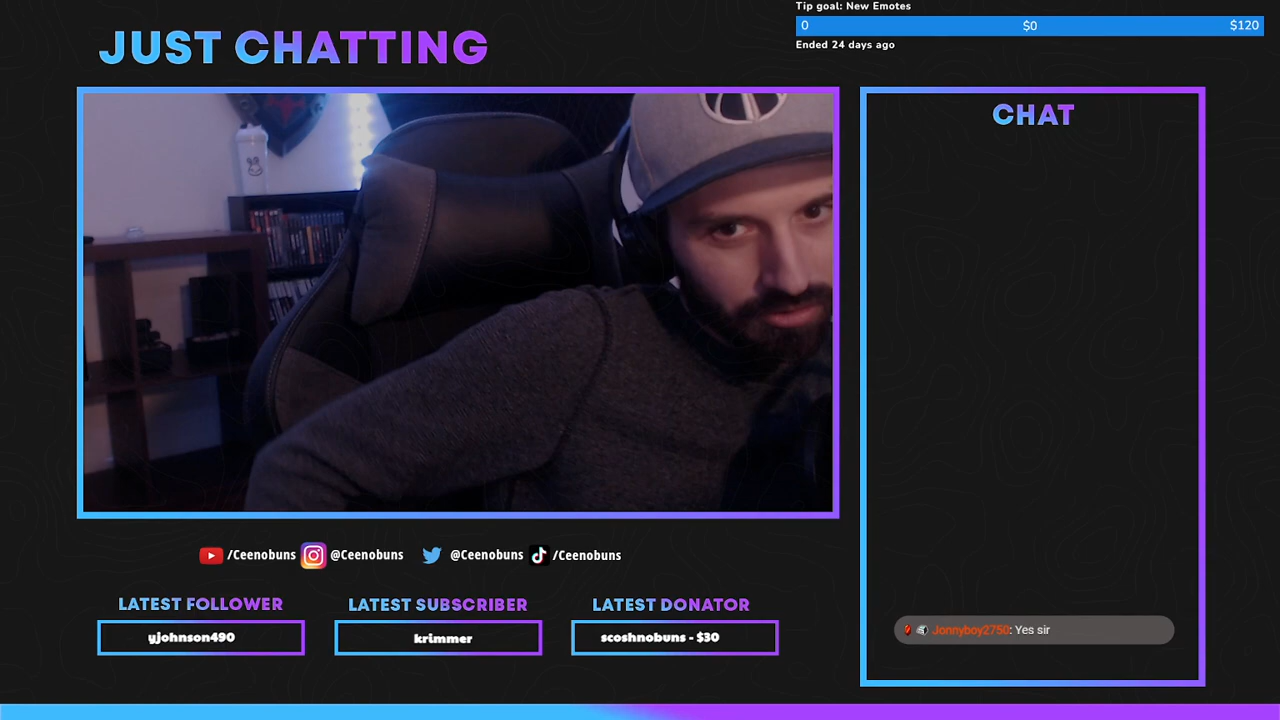 Tip goal: New Emotes
0 $0 $120
Ended 24 days ago
JUST CHATTING
CHAT
Jonnyboy2750: Yes sir
/Ceenobuns @Ceenobuns @Ceenobuns /Ceenobuns
LATEST FOLLOWER
yjohnson490
LATEST SUBSCRIBER
krimmer
LATEST DONATOR
scoshnobuns - $30